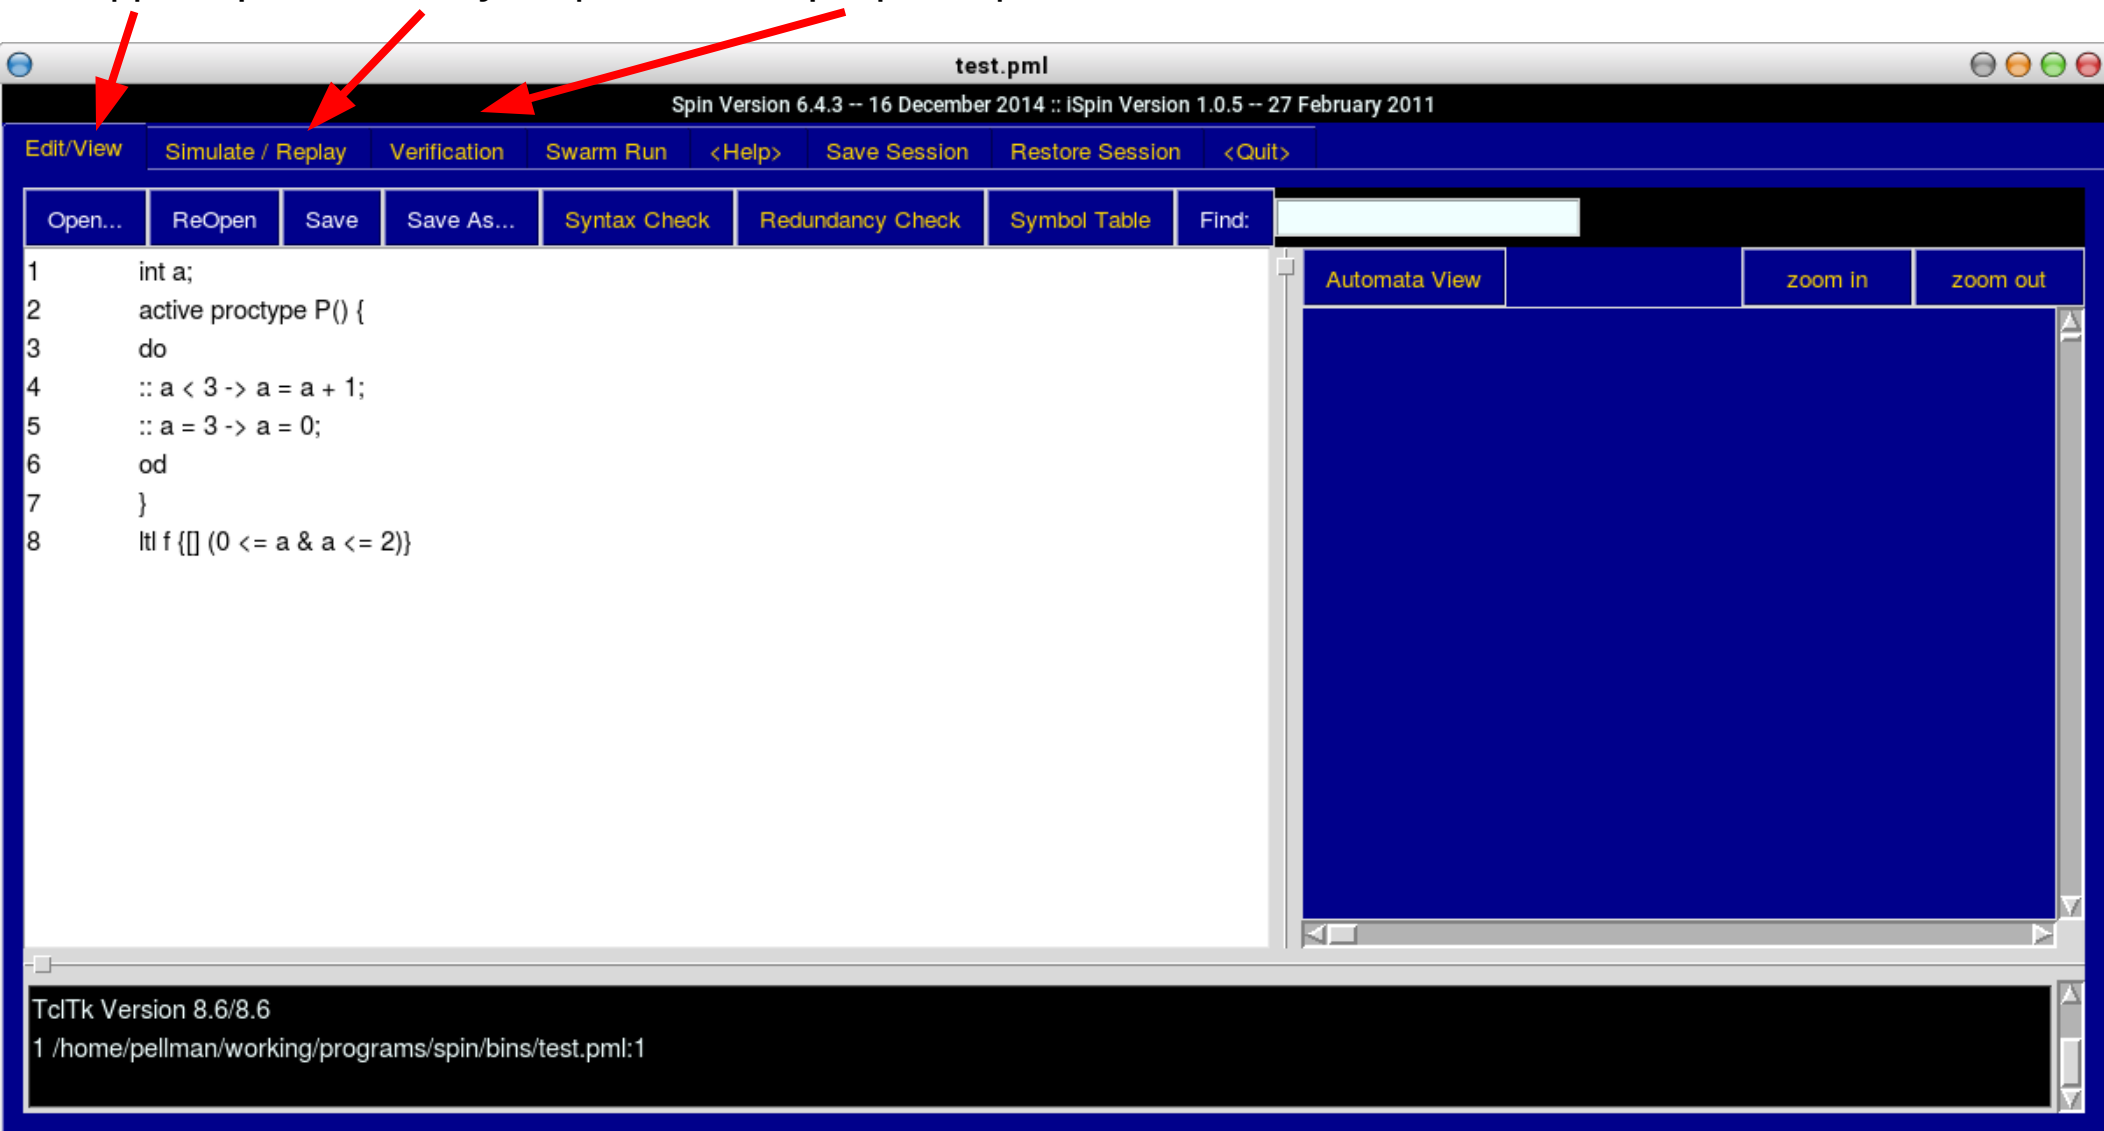 test.pml
Spin Version 6.4.3 -- 16 December 2014 :: iSpin Version 1.0.5 -- 27 February 2011
Edit/View Simulate / Replay Verification Swarm Run <Help> Save Session Restore Session <Quit>
Open... ReOpen Save Save As... Syntax Check Redundancy Check Symbol Table Find:
Automata View zoom in zoom out
1 int a;
2 active proctype P() {
3 do
4 :: a < 3 -> a = a + 1;
5 :: a = 3 -> a = 0;
6 od
7 }
8 ltl f {[] (0 <= a & a <= 2)}
TclTk Version 8.6/8.6
1 /home/pellman/working/programs/spin/bins/test.pml:1